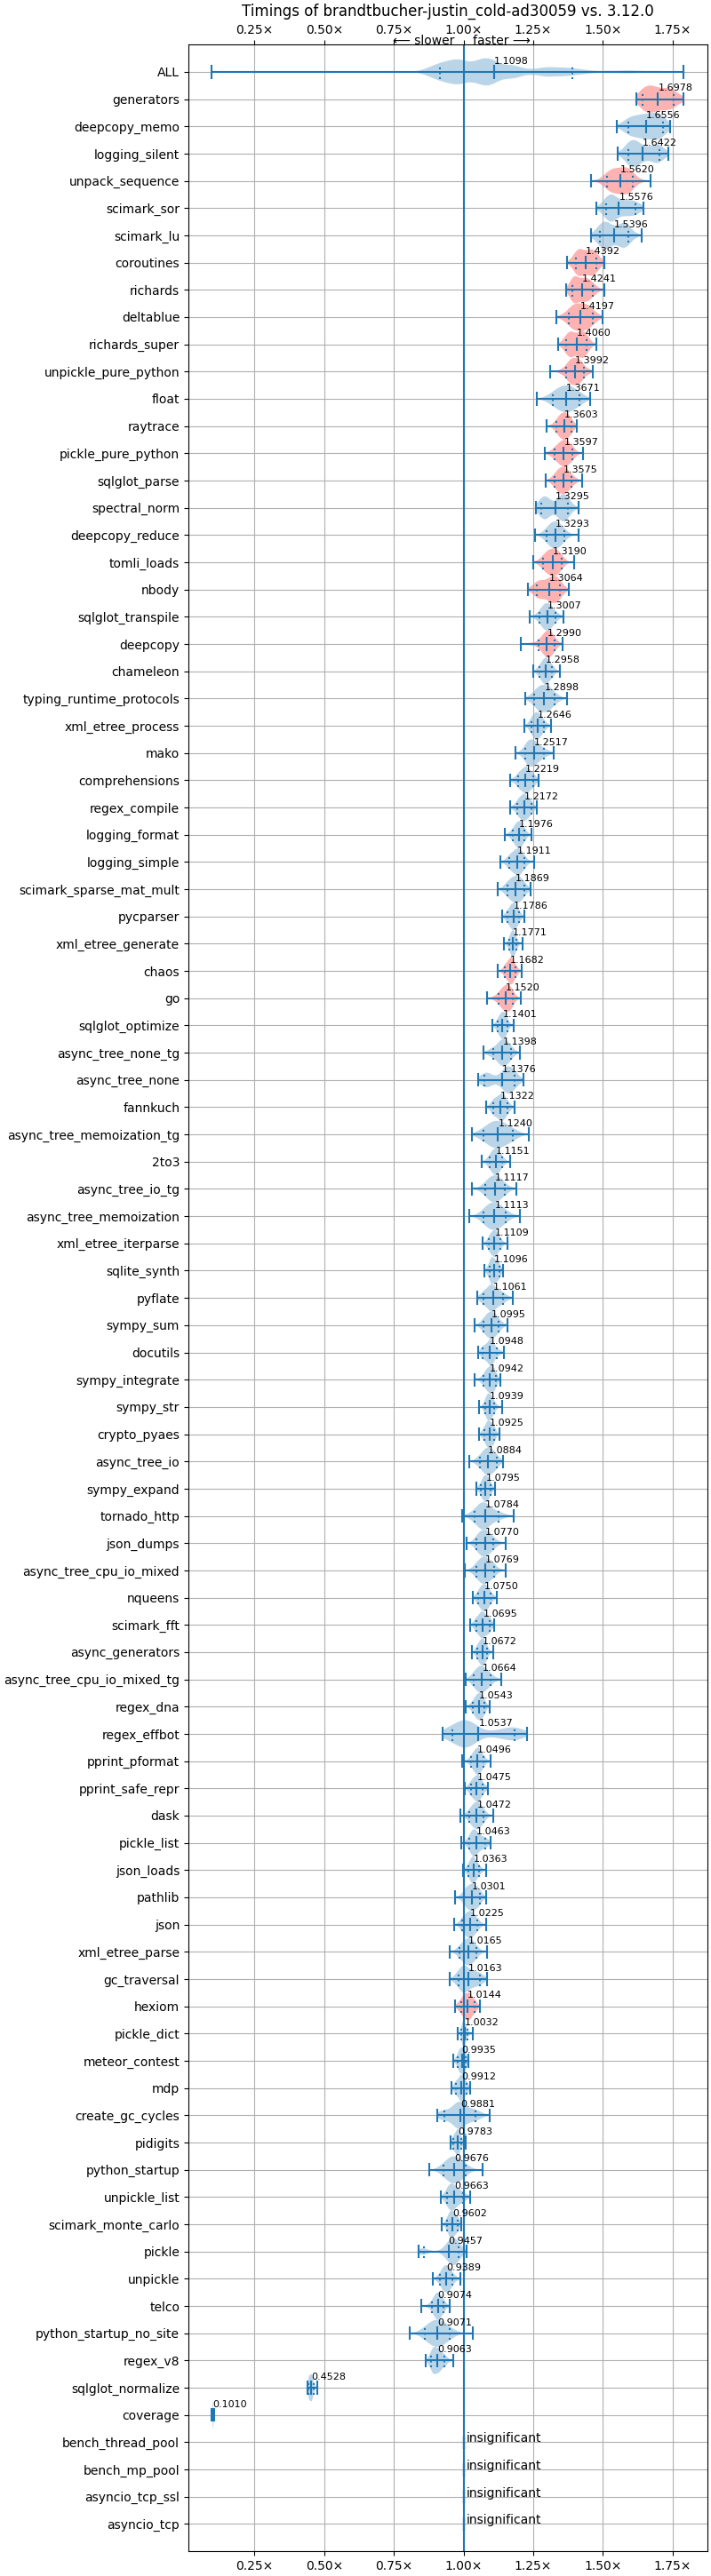 Timings of brandtbucher-justin_cold-ad30059 vs. 3.12.0
0.25× 0.50× 0.75× 1.00× 1.25× 1.50× 1.75×
⟵ slower faster ⟶
ALL 1.1098
generators 1.6978
deepcopy_memo 1.6556
logging_silent 1.6422
unpack_sequence 1.5620
scimark_sor 1.5576
scimark_lu 1.5396
coroutines 1.4392
richards 1.4241
deltablue 1.4197
richards_super 1.4060
unpickle_pure_python 1.3992
float 1.3671
raytrace 1.3603
pickle_pure_python 1.3597
sqlglot_parse 1.3575
spectral_norm 1.3295
deepcopy_reduce 1.3293
tomli_loads 1.3190
nbody 1.3064
sqlglot_transpile 1.3007
deepcopy 1.2990
chameleon 1.2958
typing_runtime_protocols 1.2898
xml_etree_process 1.2646
mako 1.2517
comprehensions 1.2219
regex_compile 1.2172
logging_format 1.1976
logging_simple 1.1911
scimark_sparse_mat_mult 1.1869
pycparser 1.1786
xml_etree_generate 1.1771
chaos 1.1682
go 1.1520
sqlglot_optimize 1.1401
async_tree_none_tg 1.1398
async_tree_none 1.1376
fannkuch 1.1322
async_tree_memoization_tg 1.1240
2to3 1.1151
async_tree_io_tg 1.1117
async_tree_memoization 1.1113
xml_etree_iterparse 1.1109
sqlite_synth 1.1096
pyflate 1.1061
sympy_sum 1.0995
docutils 1.0948
sympy_integrate 1.0942
sympy_str 1.0939
crypto_pyaes 1.0925
async_tree_io 1.0884
sympy_expand 1.0795
tornado_http 1.0784
json_dumps 1.0770
async_tree_cpu_io_mixed 1.0769
nqueens 1.0750
scimark_fft 1.0695
async_generators 1.0672
async_tree_cpu_io_mixed_tg 1.0664
regex_dna 1.0543
regex_effbot 1.0537
pprint_pformat 1.0496
pprint_safe_repr 1.0475
dask 1.0472
pickle_list 1.0463
json_loads 1.0363
pathlib 1.0301
json 1.0225
xml_etree_parse 1.0165
gc_traversal 1.0163
hexiom 1.0144
pickle_dict 1.0032
meteor_contest 0.9935
mdp 0.9912
create_gc_cycles 0.9881
pidigits 0.9783
python_startup 0.9676
unpickle_list 0.9663
scimark_monte_carlo 0.9602
pickle 0.9457
unpickle 0.9389
telco 0.9074
python_startup_no_site 0.9071
regex_v8 0.9063
sqlglot_normalize 0.4528
coverage 0.1010
bench_thread_pool insignificant
bench_mp_pool insignificant
asyncio_tcp_ssl insignificant
asyncio_tcp insignificant
0.25× 0.50× 0.75× 1.00× 1.25× 1.50× 1.75×